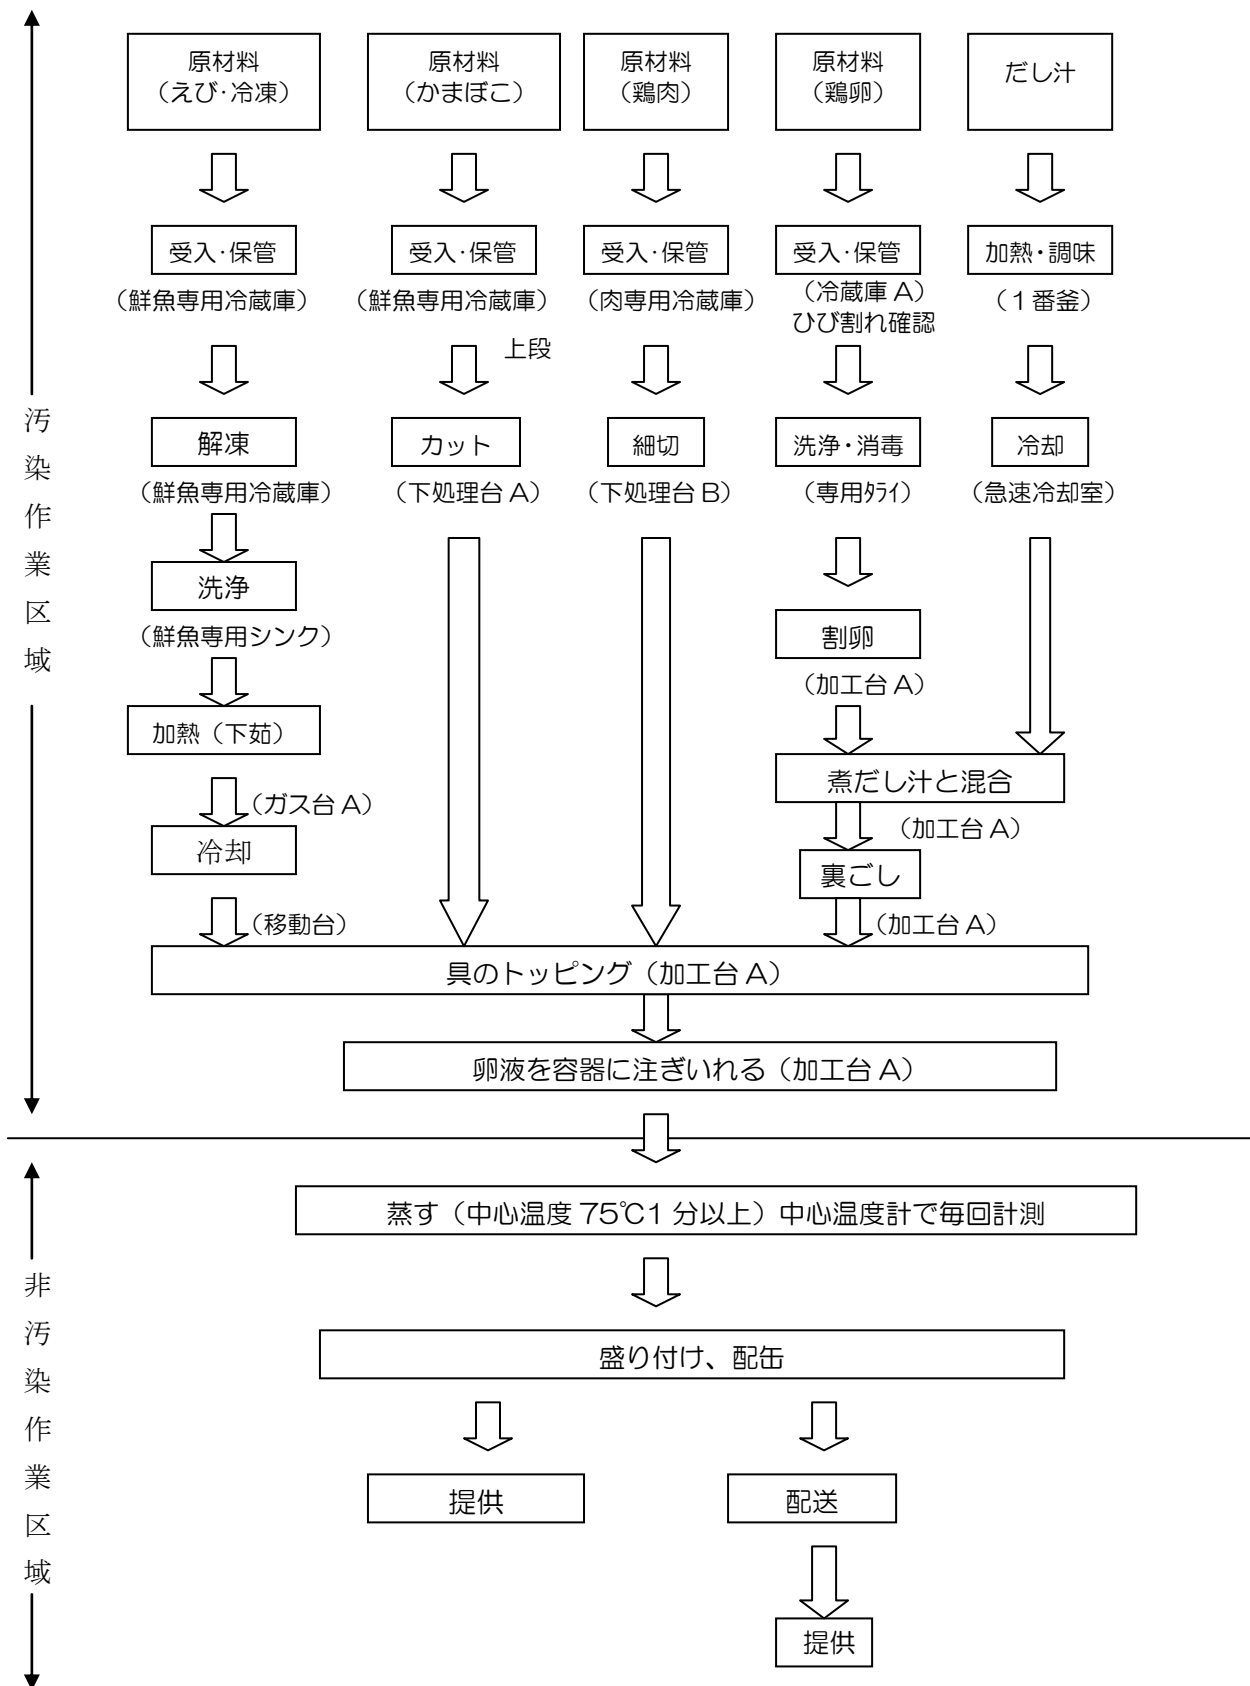 原材料
（えび･冷凍）
原材料
（かまぼこ）
原材料
（鶏肉）
原材料
（鶏卵）
だし汁
受入･保管
（鮮魚専用冷蔵庫）
受入･保管
（鮮魚専用冷蔵庫）
上段
受入･保管
（肉専用冷蔵庫）
受入･保管
（冷蔵庫 A）
ひび割れ確認
加熱･調味
（1 番釜）
解凍
（鮮魚専用冷蔵庫）
カット
（下処理台 A）
細切
（下処理台 B）
洗浄･消毒
（専用ﾀﾗｲ）
冷却
（急速冷却室）
洗浄
（鮮魚専用シンク）
割卵
（加工台 A）
加熱（下茹）
（ガス台 A）
煮だし汁と混合
（加工台 A）
冷却
（移動台）
裏ごし
（加工台 A）
具のトッピング（加工台 A）
卵液を容器に注ぎいれる（加工台 A）
汚染作業区域
蒸す（中心温度 75℃1 分以上）中心温度計で毎回計測
盛り付け、配缶
提供
配送
提供
非汚染作業区域